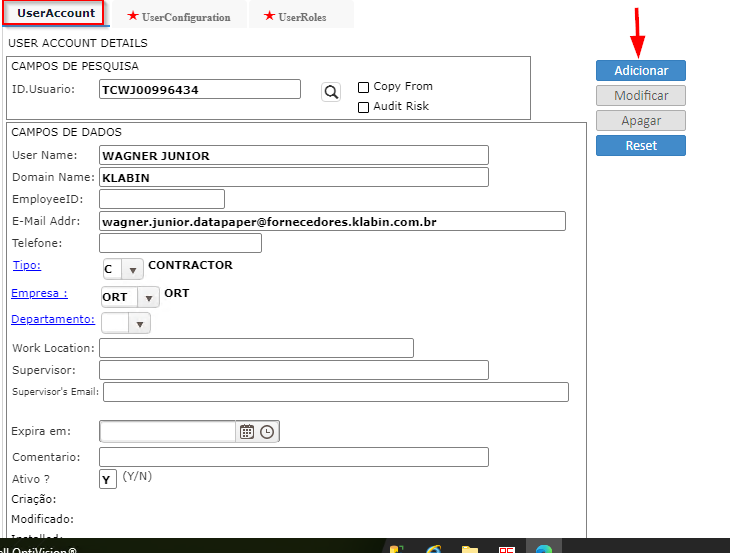 UserAccount
★ UserConfiguration
★ UserRoles
USER ACCOUNT DETAILS
CAMPOS DE PESQUISA
ID.Usuario: TCWJ00996434
Copy From
Audit Risk
Adicionar
Modificar
Apagar
Reset
CAMPOS DE DADOS
User Name: WAGNER JUNIOR
Domain Name: KLABIN
EmployeeID:
E-Mail Addr: wagner.junior.datapaper@fornecedores.klabin.com.br
Telefone:
Tipo: C CONTRACTOR
Empresa : ORT ORT
Departamento:
Work Location:
Supervisor:
Supervisor's Email:
Expira em:
Comentario:
Ativo ? Y (Y/N)
Criação:
Modificado: